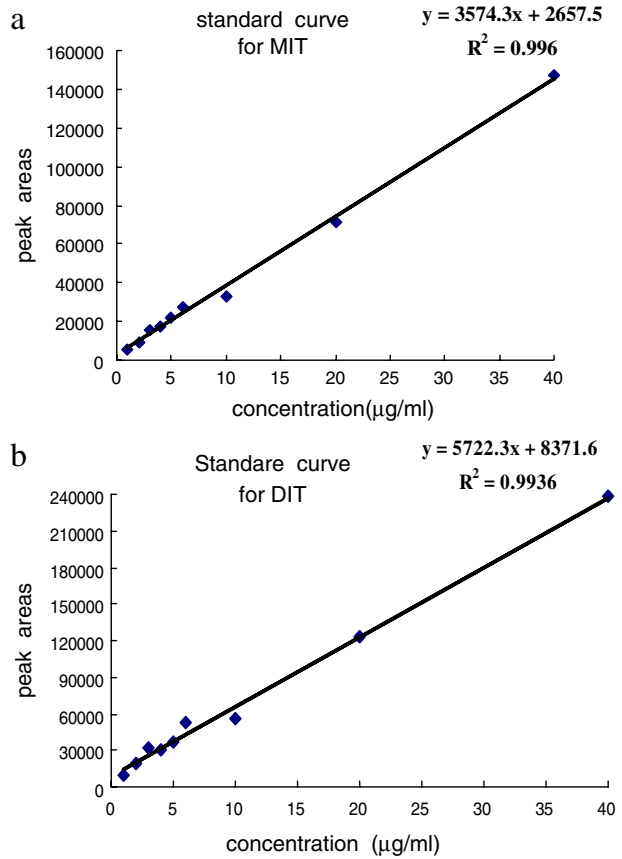 a
standard curve
for MIT
y = 3574.3x + 2657.5
R² = 0.996
160000
140000
120000
100000
80000
60000
40000
20000
0
peak areas
0 5 10 15 20 25 30 35 40
concentration(μg/ml)
b
Standare curve
for DIT
y = 5722.3x + 8371.6
R² = 0.9936
240000
210000
180000
150000
120000
90000
60000
30000
0
peak areas
0 5 10 15 20 25 30 35 40
concentration (μg/ml)